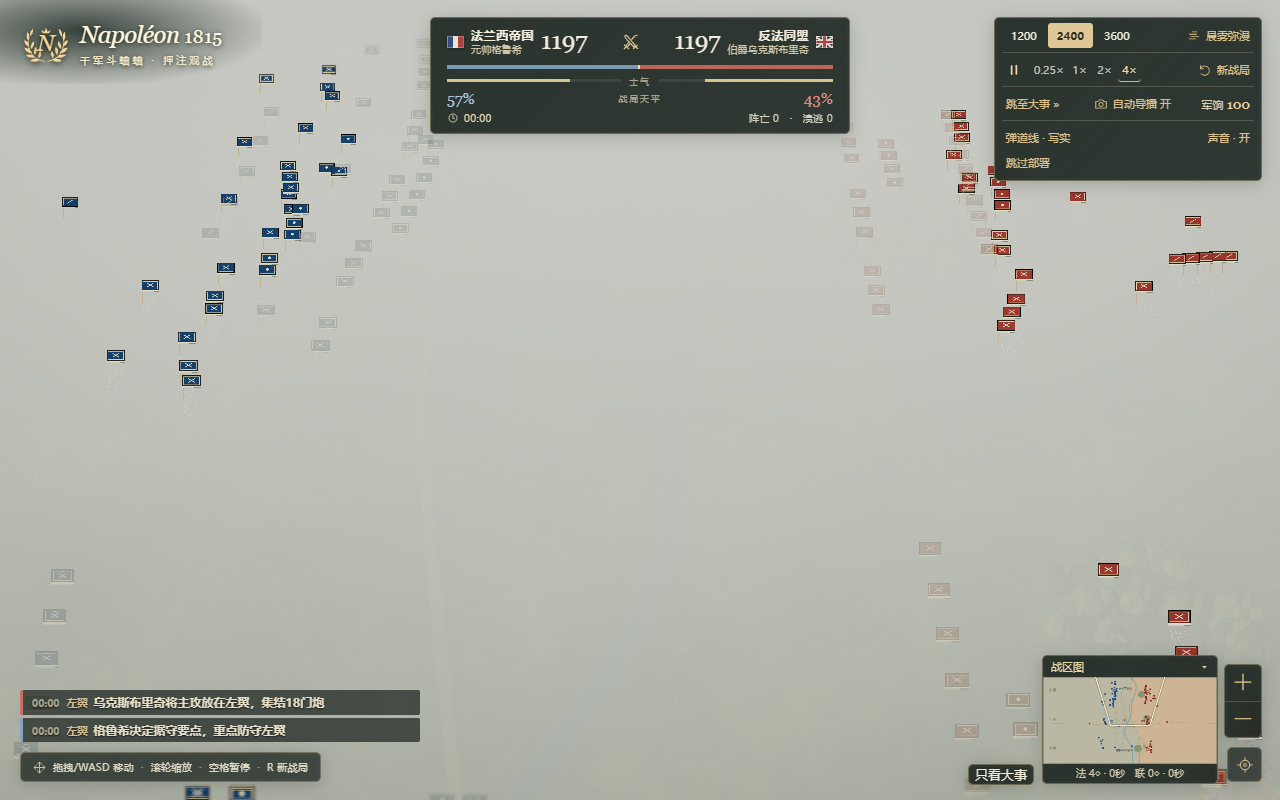 Napoléon 1815
千军斗蛐蛐 · 押注观战
法兰西帝国
元帅格鲁希
1197
1197
反法同盟
伯爵乌克斯布里奇
士气
57%
战局天平
43%
00:00
阵亡 0 · 溃逃 0
1200 2400 3600 晨雾弥漫
0.25× 1× 2× 4× 新战局
跳至大事 » 自动导播 开 军饷 100
弹道线 · 写实 声音 · 开
跳过部署
00:00 左翼 乌克斯布里奇将主攻放在左翼，集结18门炮
00:00 左翼 格鲁希决定据守要点，重点防守左翼
拖拽/WASD 移动 · 滚轮缩放 · 空格暂停 · R 新战局
只看大事
战区图
法 4◇ · 0秒 联 0◇ · 0秒